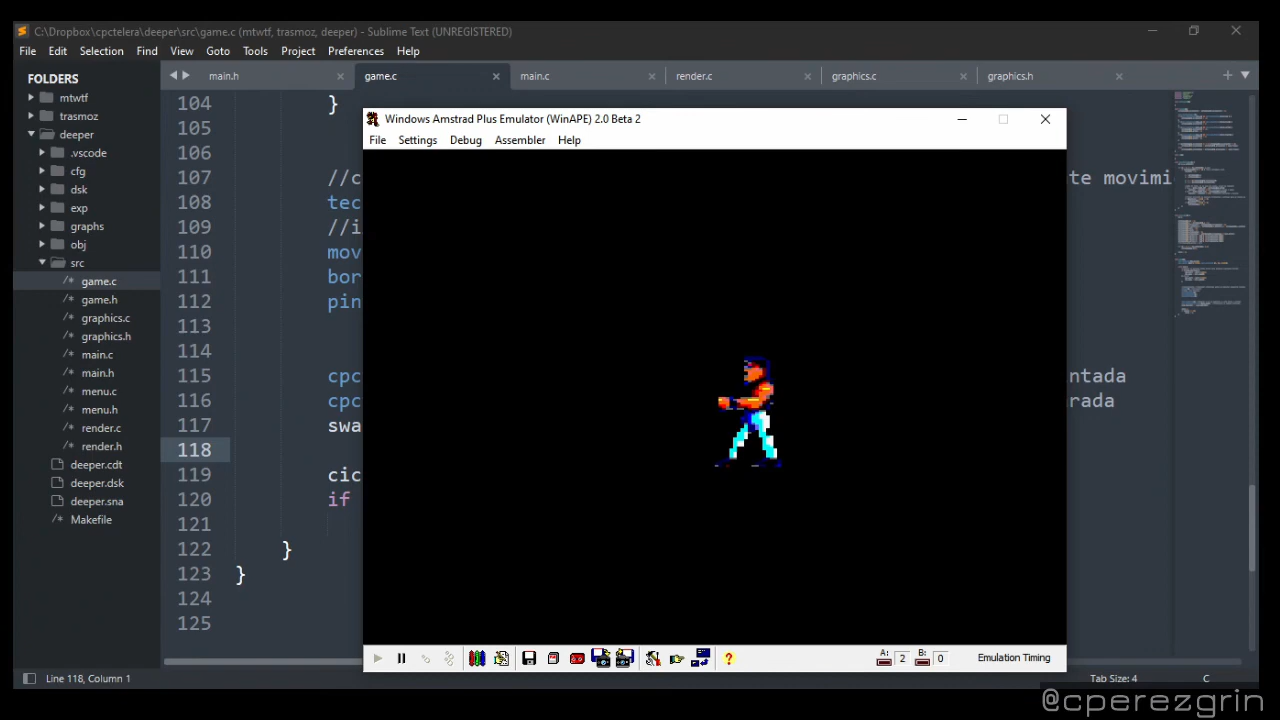 C:\Dropbox\cpctelera\deeper\src\game.c (mtwtf, trasmoz, deeper) - Sublime Text (UNREGISTERED)
File Edit Selection Find View Goto Tools Project Preferences Help
FOLDERS
mtwtf
trasmoz
deeper
.vscode
cfg
dsk
exp
graphs
obj
src
/* game.c
/* game.h
/* graphics.c
/* graphics.h
/* main.c
/* main.h
/* menu.c
/* menu.h
/* render.c
/* render.h
deeper.cdt
deeper.dsk
deeper.sna
/* Makefile
main.h game.c main.c render.c graphics.c graphics.h
104 }
105
106
107 //c te movimi
108 tec
109 //i
110 mov
111 bor
112 pin
113
114
115 cpc ntada
116 cpc rada
117 swa
118
119 cic
120 if
121
122 }
123 }
124
125
Windows Amstrad Plus Emulator (WinAPE) 2.0 Beta 2
File Settings Debug Assembler Help
A: 2 B: 0 Emulation Timing
Line 118, Column 1 Tab Size: 4 C
@cperezgrin